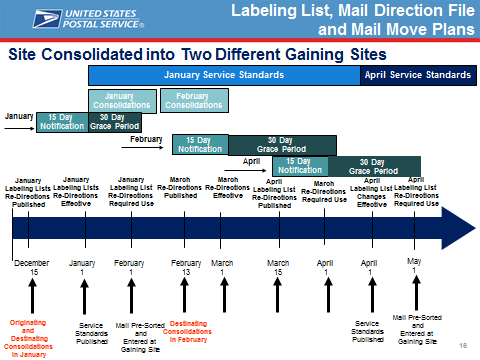 UNITED STATES
POSTAL SERVICE®
Labeling List, Mail Direction File
and Mail Move Plans
Site Consolidated into Two Different Gaining Sites
January Service Standards
April Service Standards
January
Consolidations
February
Consolidations
January
15 Day
Notification
30 Day
Grace Period
February
15 Day
Notification
30 Day
Grace Period
April
15 Day
Notification
30 Day
Grace Period
January
Labeling Lists
Re-Directions
Published
January
Labeling Lists
Re-Directions
Effective
January
Labeling List
Re-Directions
Required Use
March
Re-Directions
Published
March
Re-Directions
Effective
April
Labeling List
Re-Directions
Published
March
Re-Directions
Required Use
April
Labeling List
Changes
Effective
April
Labeling List
Re-Directions
Required Use
December
15
January
1
February
1
February
13
March
1
March
15
April
1
April
1
May
1
Originating
and
Destinating
Consolidations
in January
Service
Standards
Published
Mail Pre-Sorted
and
Entered at
Gaining Site
Destinating
Consolidations
in February
Service
Standards
Published
Mail Pre-Sorted
and
Entered at
Gaining Site
16